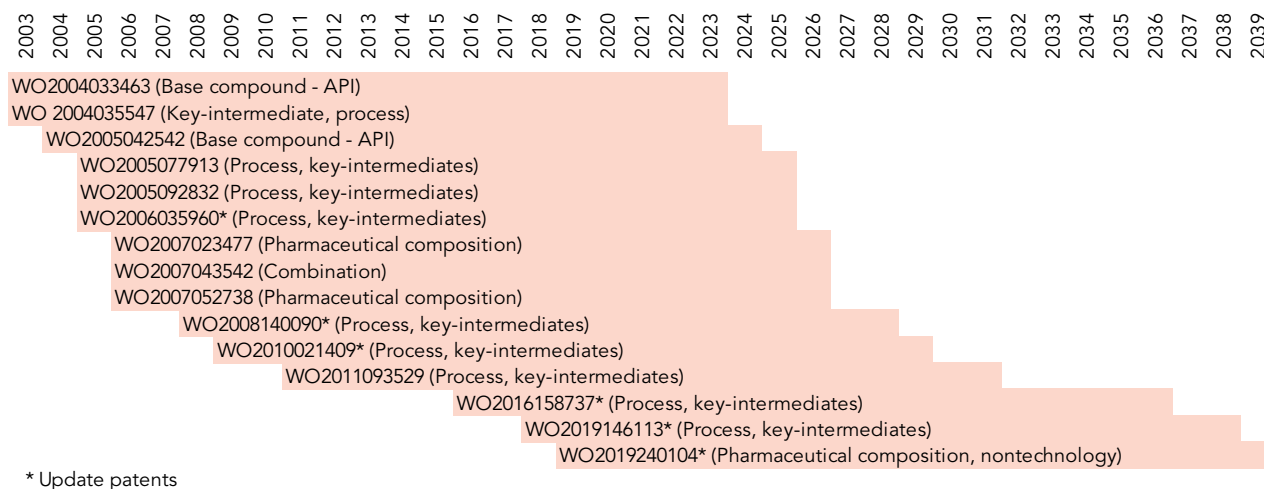 2003 2004 2005 2006 2007 2008 2009 2010 2011 2012 2013 2014 2015 2016 2017 2018 2019 2020 2021 2022 2023 2024 2025 2026 2027 2028 2029 2030 2031 2032 2033 2034 2035 2036 2037 2038 2039
WO2004033463 (Base compound - API)
WO 2004035547 (Key-intermediate, process)
WO2005042542 (Base compound - API)
WO2005077913 (Process, key-intermediates)
WO2005092832 (Process, key-intermediates)
WO2006035960* (Process, key-intermediates)
WO2007023477 (Pharmaceutical composition)
WO2007043542 (Combination)
WO2007052738 (Pharmaceutical composition)
WO2008140090* (Process, key-intermediates)
WO2010021409* (Process, key-intermediates)
WO2011093529 (Process, key-intermediates)
WO2016158737* (Process, key-intermediates)
WO2019146113* (Process, key-intermediates)
WO2019240104* (Pharmaceutical composition, nontechnology)
* Update patents